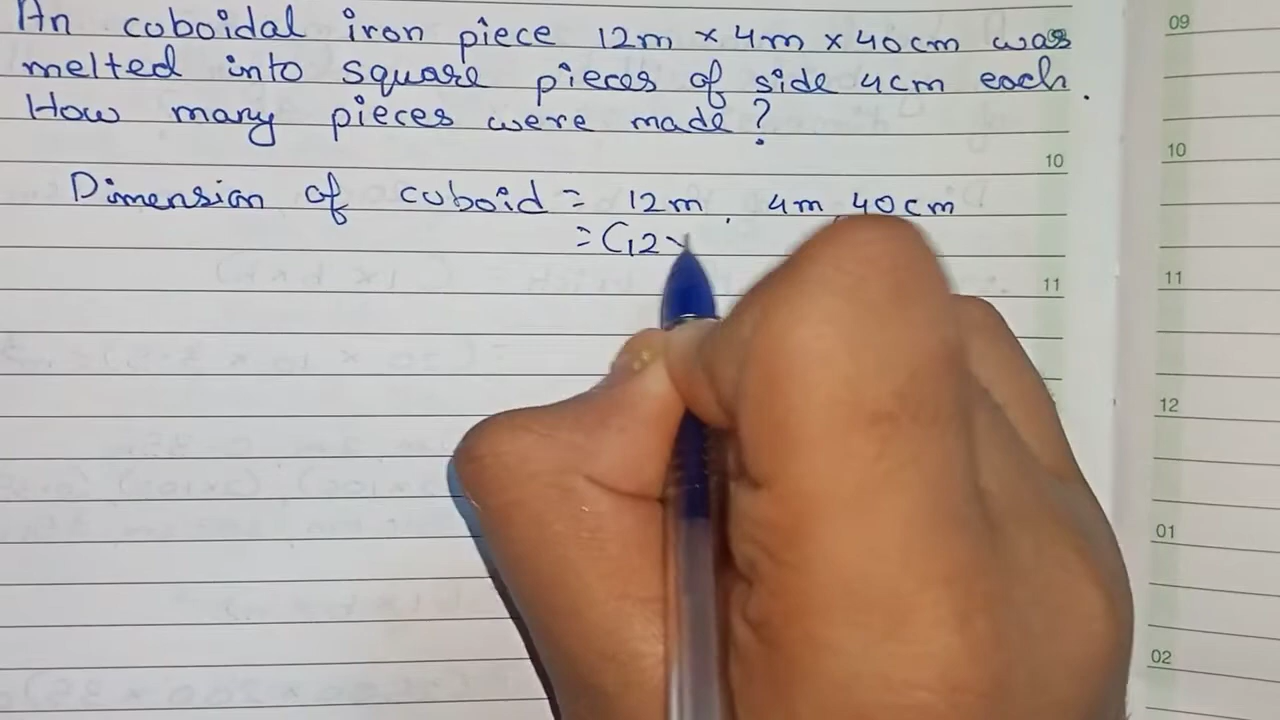 An cuboidal iron piece 12m × 4m × 40cm was
melted into square pieces of side 4cm each.
How many pieces were made?
Dimension of cuboid = 12m, 4m, 40cm
= (12 ×
09
10
11
12
01
02
10
11